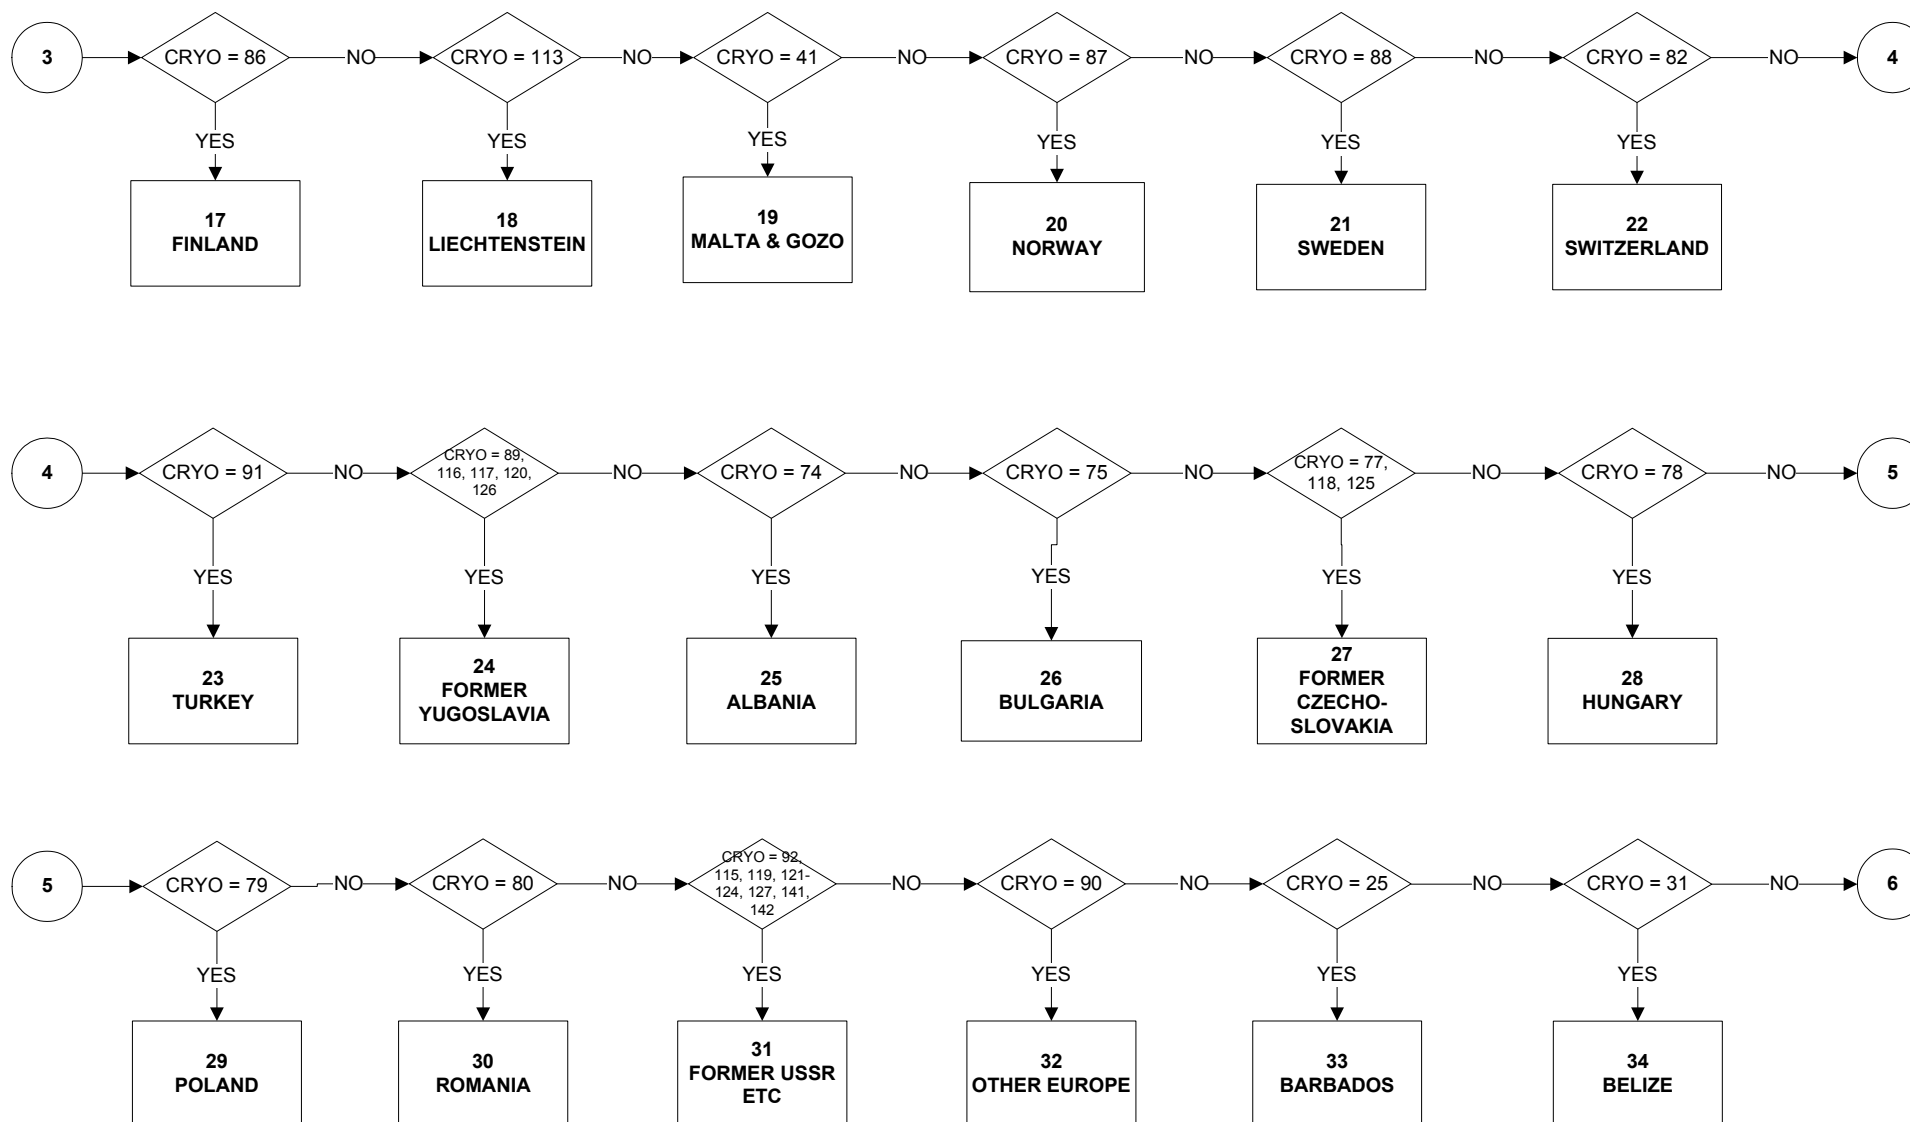 3
CRYO = 86
NO
CRYO = 113
NO
CRYO = 41
NO
CRYO = 87
NO
CRYO = 88
NO
CRYO = 82
NO
4
YES
YES
YES
YES
YES
YES
17
FINLAND
18
LIECHTENSTEIN
19
MALTA & GOZO
20
NORWAY
21
SWEDEN
22
SWITZERLAND
4
CRYO = 91
NO
CRYO = 89,
116, 117, 120,
126
NO
CRYO = 74
NO
CRYO = 75
NO
CRYO = 77,
118, 125
NO
CRYO = 78
NO
5
YES
YES
YES
YES
YES
YES
23
TURKEY
24
FORMER
YUGOSLAVIA
25
ALBANIA
26
BULGARIA
27
FORMER
CZECHO-
SLOVAKIA
28
HUNGARY
5
CRYO = 79
NO
CRYO = 80
NO
CRYO = 92,
115, 119, 121-
124, 127, 141,
142
NO
CRYO = 90
NO
CRYO = 25
NO
CRYO = 31
NO
6
YES
YES
YES
YES
YES
YES
29
POLAND
30
ROMANIA
31
FORMER USSR
ETC
32
OTHER EUROPE
33
BARBADOS
34
BELIZE